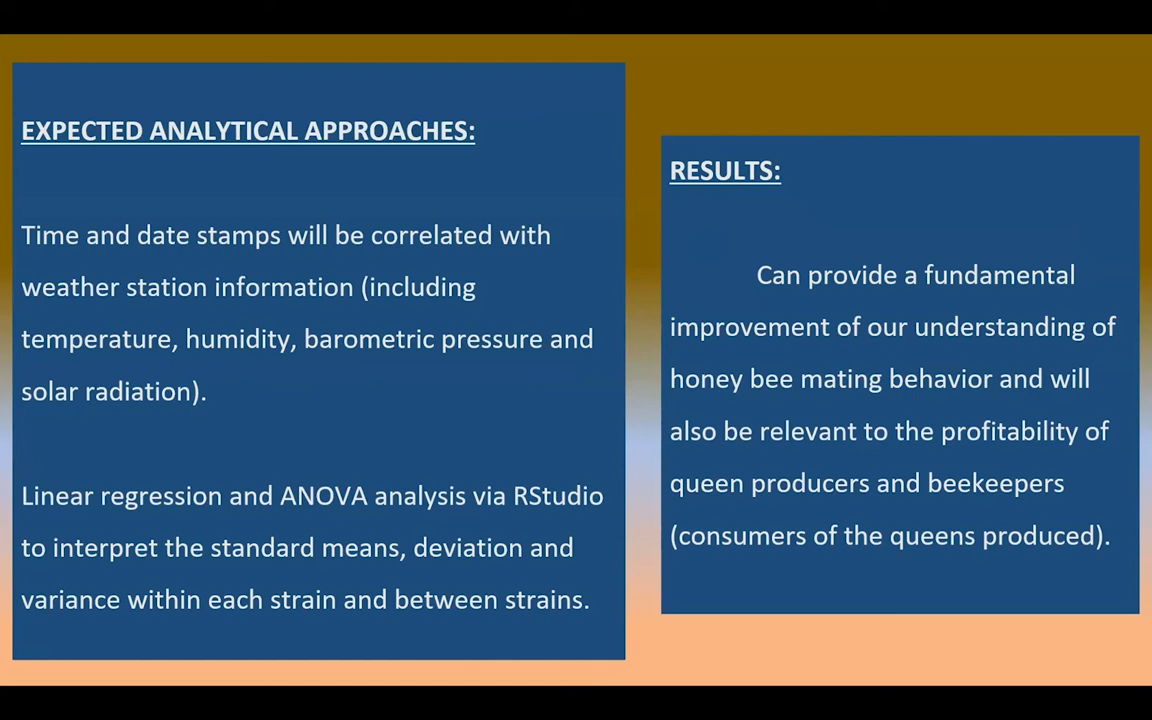 EXPECTED ANALYTICAL APPROACHES:
Time and date stamps will be correlated with
weather station information (including
temperature, humidity, barometric pressure and
solar radiation).
Linear regression and ANOVA analysis via RStudio
to interpret the standard means, deviation and
variance within each strain and between strains.
RESULTS:
Can provide a fundamental
improvement of our understanding of
honey bee mating behavior and will
also be relevant to the profitability of
queen producers and beekeepers
(consumers of the queens produced).